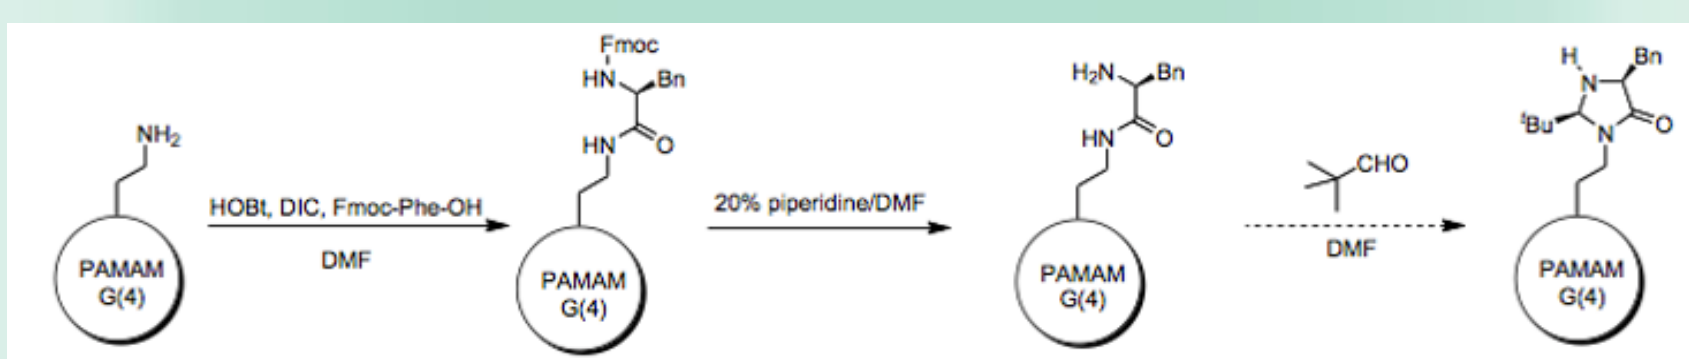 NH2
PAMAM
G(4)
HOBt, DIC, Fmoc-Phe-OH
DMF
Fmoc
HN
Bn
HN
O
PAMAM
G(4)
20% piperidine/DMF
H2N
Bn
HN
O
PAMAM
G(4)
CHO
DMF
H
N
Bn
tBu
N
O
PAMAM
G(4)